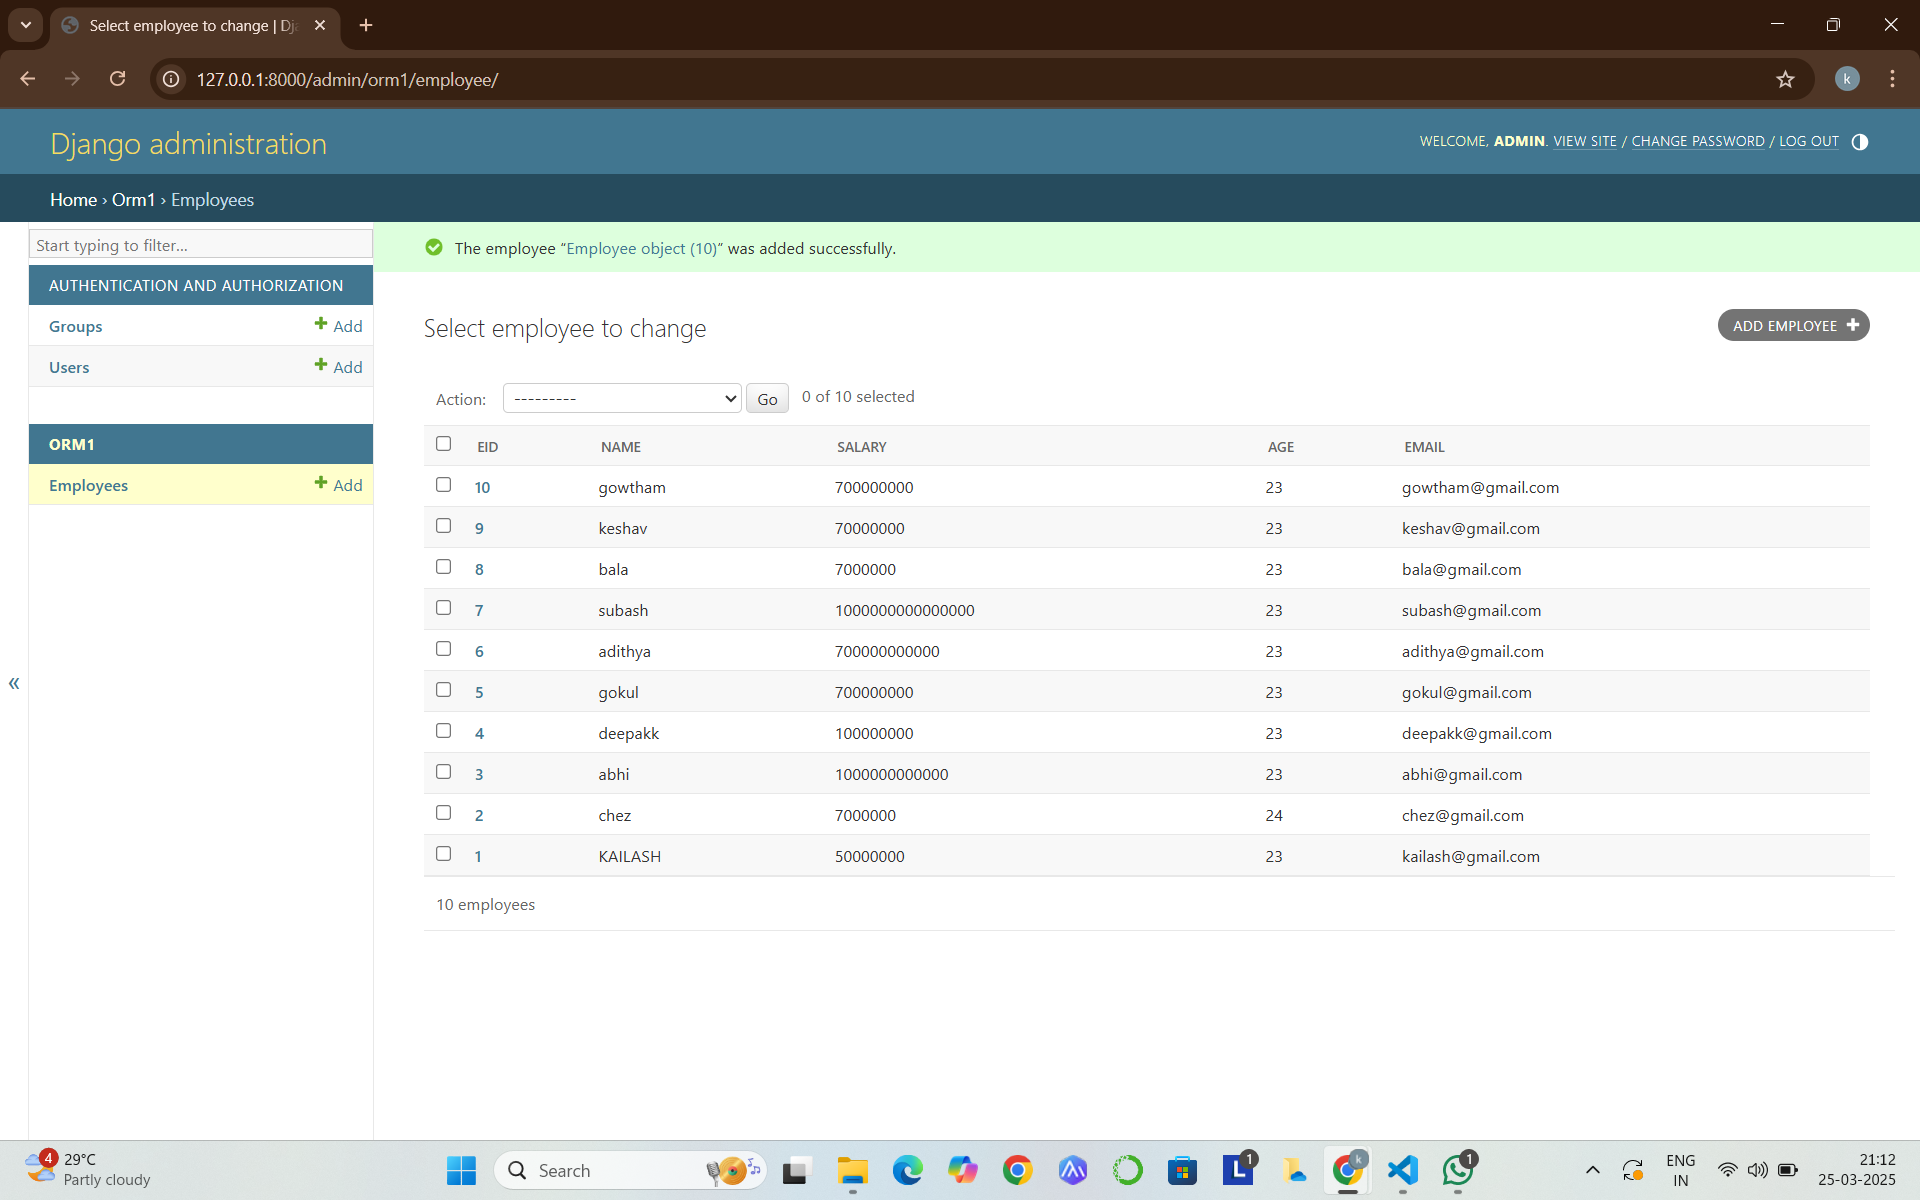 Select employee to change | Dj
127.0.0.1:8000/admin/orm1/employee/
k
Django administration
WELCOME, ADMIN. VIEW SITE / CHANGE PASSWORD / LOG OUT
Home › Orm1 › Employees
Start typing to filter...
AUTHENTICATION AND AUTHORIZATION
Groups Add
Users Add
ORM1
Employees Add
«
The employee “Employee object (10)” was added successfully.
Select employee to change
ADD EMPLOYEE
Action: --------- Go 0 of 10 selected
EID NAME SALARY AGE EMAIL
10 gowtham 700000000 23 gowtham@gmail.com
9 keshav 70000000 23 keshav@gmail.com
8 bala 7000000 23 bala@gmail.com
7 subash 1000000000000000 23 subash@gmail.com
6 adithya 700000000000 23 adithya@gmail.com
5 gokul 700000000 23 gokul@gmail.com
4 deepakk 100000000 23 deepakk@gmail.com
3 abhi 1000000000000 23 abhi@gmail.com
2 chez 7000000 24 chez@gmail.com
1 KAILASH 50000000 23 kailash@gmail.com
10 employees
4
29°C
Partly cloudy
Search
L 1
k
1
ENG
IN
21:12
25-03-2025